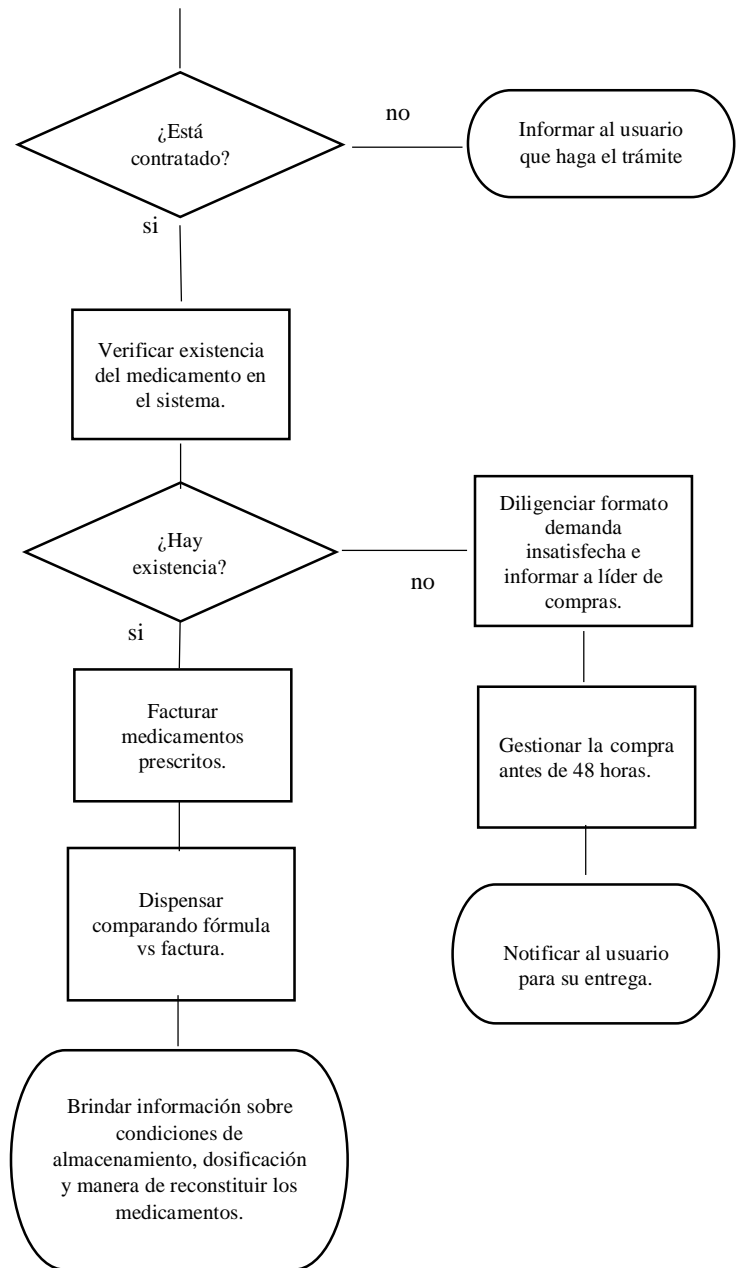 ¿Está
contratado?
no
Informar al usuario
que haga el trámite
si
Verificar existencia
del medicamento en
el sistema.
¿Hay
existencia?
no
Diligenciar formato
demanda
insatisfecha e
informar a líder de
compras.
si
Facturar
medicamentos
prescritos.
Gestionar la compra
antes de 48 horas.
Dispensar
comparando fórmula
vs factura.
Notificar al usuario
para su entrega.
Brindar información sobre
condiciones de
almacenamiento, dosificación
y manera de reconstituir los
medicamentos.